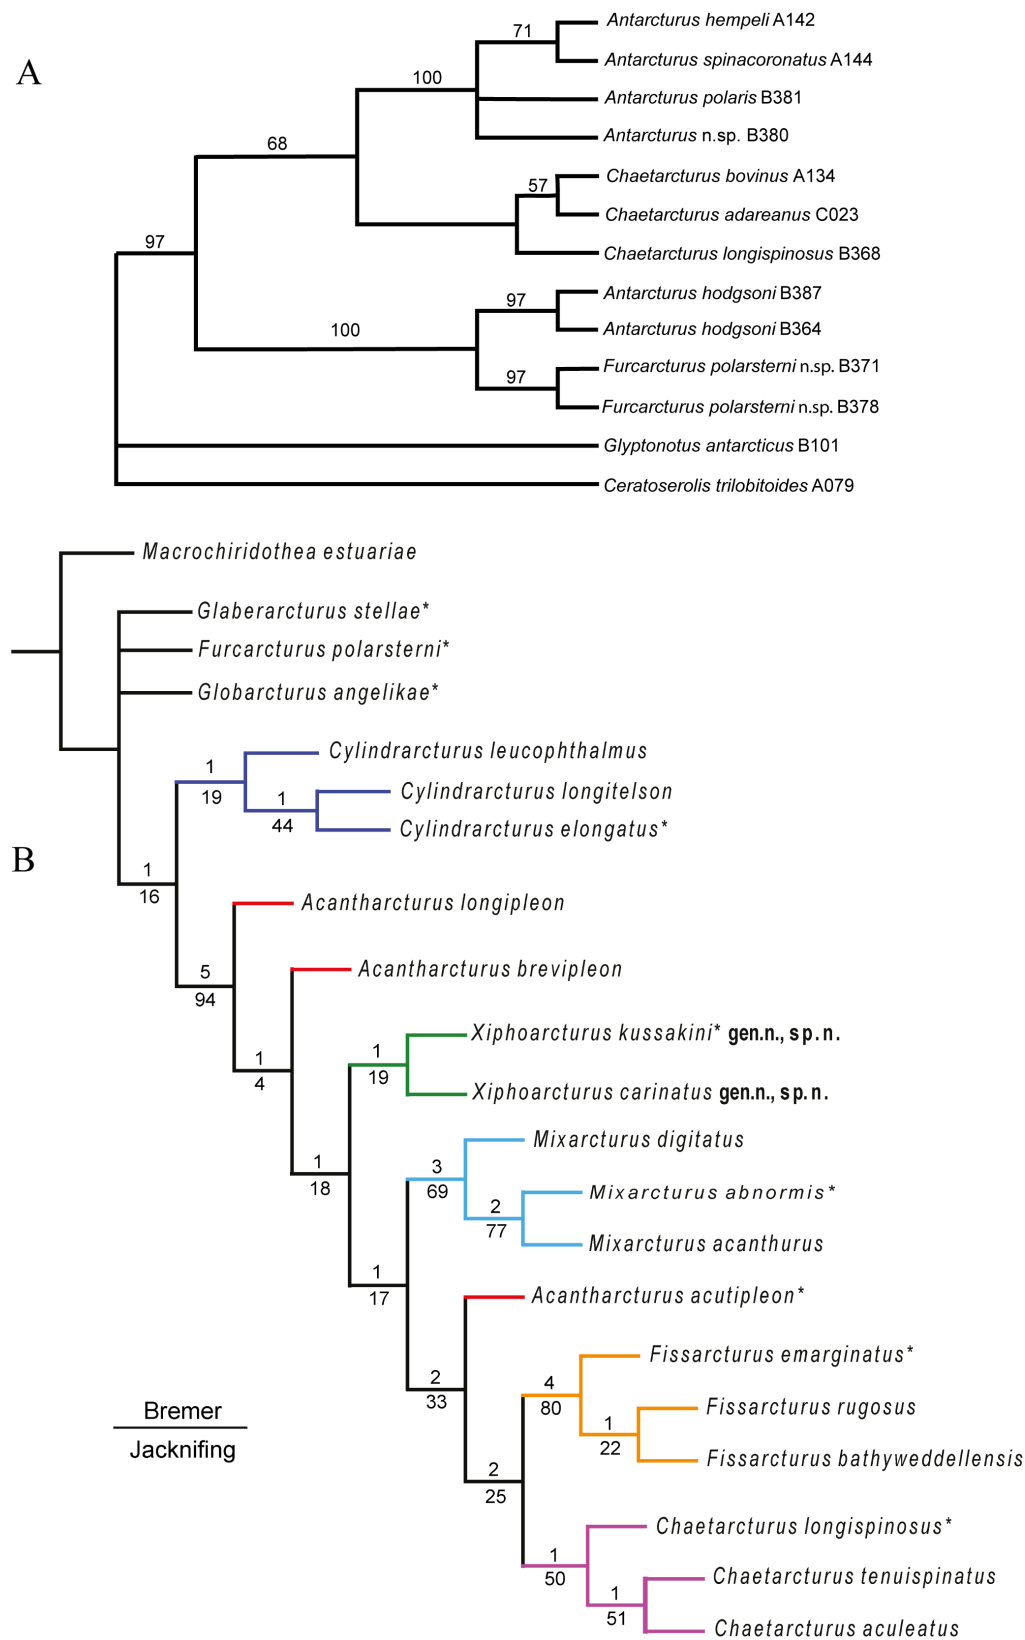 A
71
Antarcturus hempeli A142
Antarcturus spinacoronatus A144
100
Antarcturus polaris B381
Antarcturus n.sp. B380
68
57
Chaetarcturus bovinus A134
Chaetarcturus adareanus C023
Chaetarcturus longispinosus B368
97
97
Antarcturus hodgsoni B387
Antarcturus hodgsoni B364
100
97
Furcarcturus polarsterni n.sp. B371
Furcarcturus polarsterni n.sp. B378
Glyptonotus antarcticus B101
Ceratoserolis trilobitoides A079
B
Macrochiridothea estuariae
Glaberarcturus stellae*
Furcarcturus polarsterni*
Globarcturus angelikae*
1
16
1
19
Cylindrarcturus leucophthalmus
1
44
Cylindrarcturus longitelson
Cylindrarcturus elongatus*
5
94
Acantharcturus longipleon
1
4
Acantharcturus brevipleon
1
18
1
19
Xiphoarcturus kussakini* gen.n., sp.n.
Xiphoarcturus carinatus gen.n., sp.n.
1
17
3
69
Mixarcturus digitatus
2
77
Mixarcturus abnormis*
Mixarcturus acanthurus
2
33
Acantharcturus acutipleon*
2
25
4
80
Fissarcturus emarginatus*
1
22
Fissarcturus rugosus
Fissarcturus bathyweddellensis
1
50
Chaetarcturus longispinosus*
1
51
Chaetarcturus tenuispinatus
Chaetarcturus aculeatus
Bremer
Jacknifing